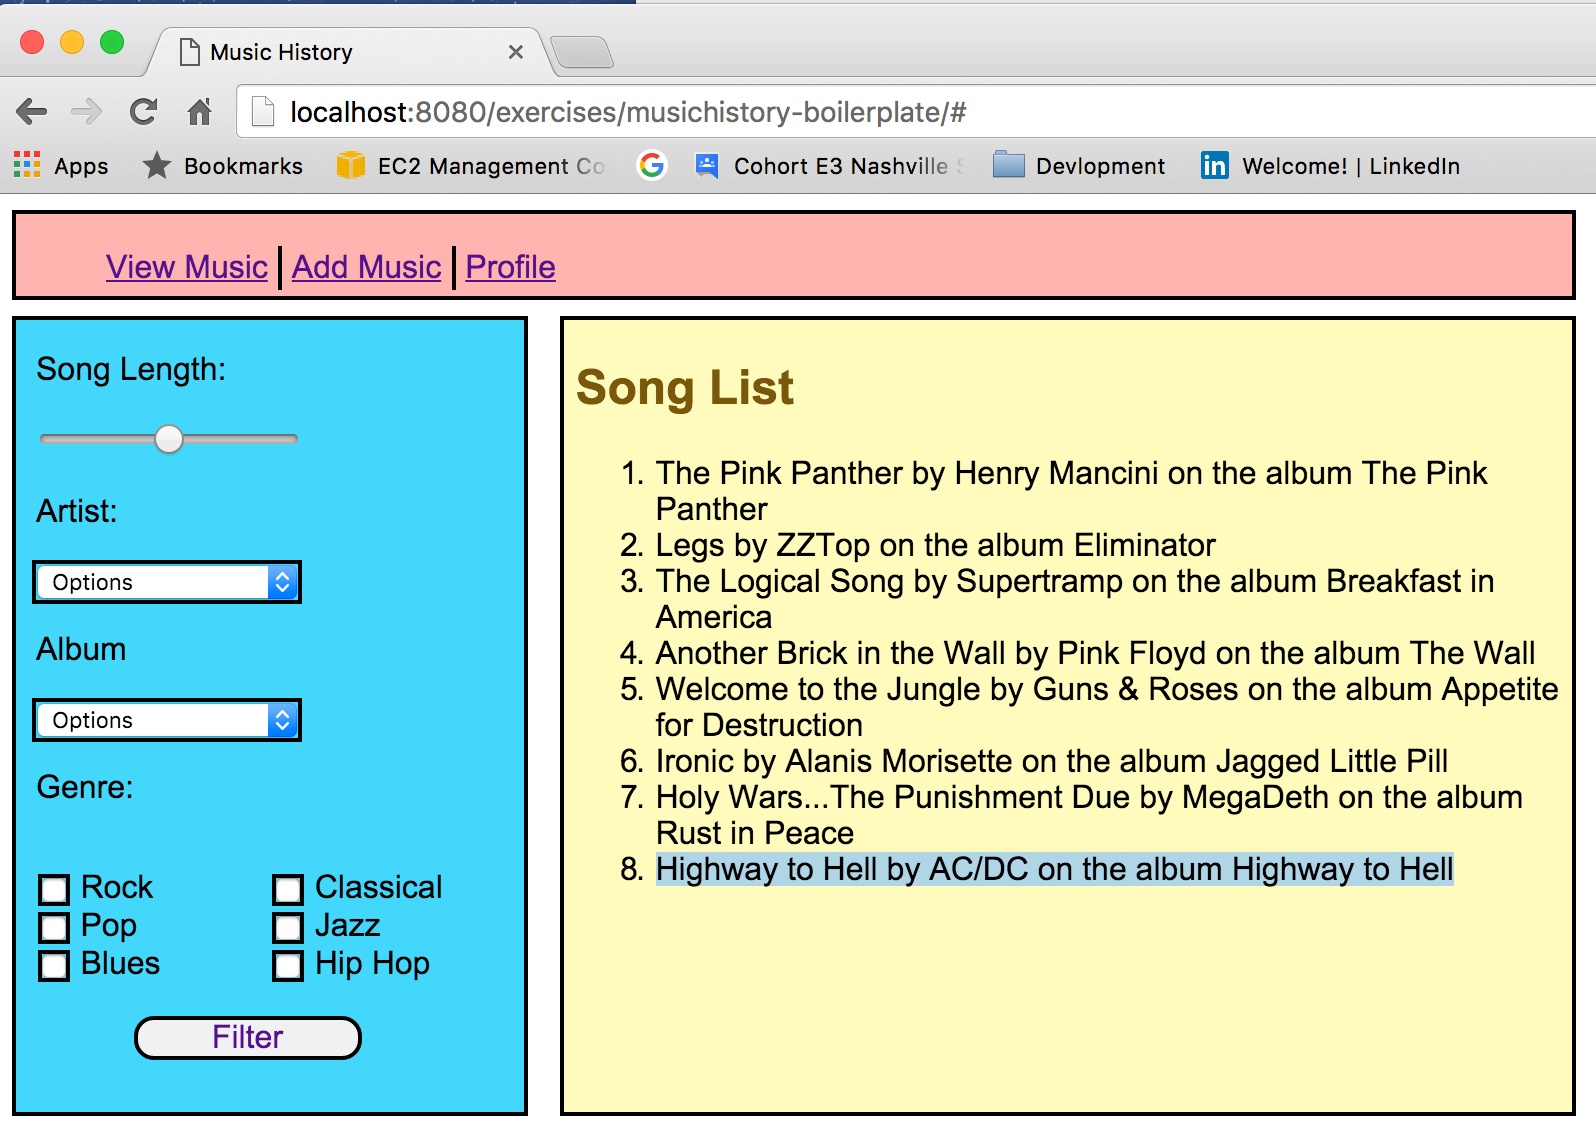 Music History
localhost:8080/exercises/musichistory-boilerplate/#
Apps Bookmarks EC2 Management Co Cohort E3 Nashville Devlopment in Welcome! | LinkedIn
View Music Add Music Profile
Song Length:
Artist:
Options
Album
Options
Genre:
Rock Classical
Pop Jazz
Blues Hip Hop
Filter
Song List
1. The Pink Panther by Henry Mancini on the album The Pink
Panther
2. Legs by ZZTop on the album Eliminator
3. The Logical Song by Supertramp on the album Breakfast in
America
4. Another Brick in the Wall by Pink Floyd on the album The Wall
5. Welcome to the Jungle by Guns & Roses on the album Appetite
for Destruction
6. Ironic by Alanis Morisette on the album Jagged Little Pill
7. Holy Wars...The Punishment Due by MegaDeth on the album
Rust in Peace
8. Highway to Hell by AC/DC on the album Highway to Hell